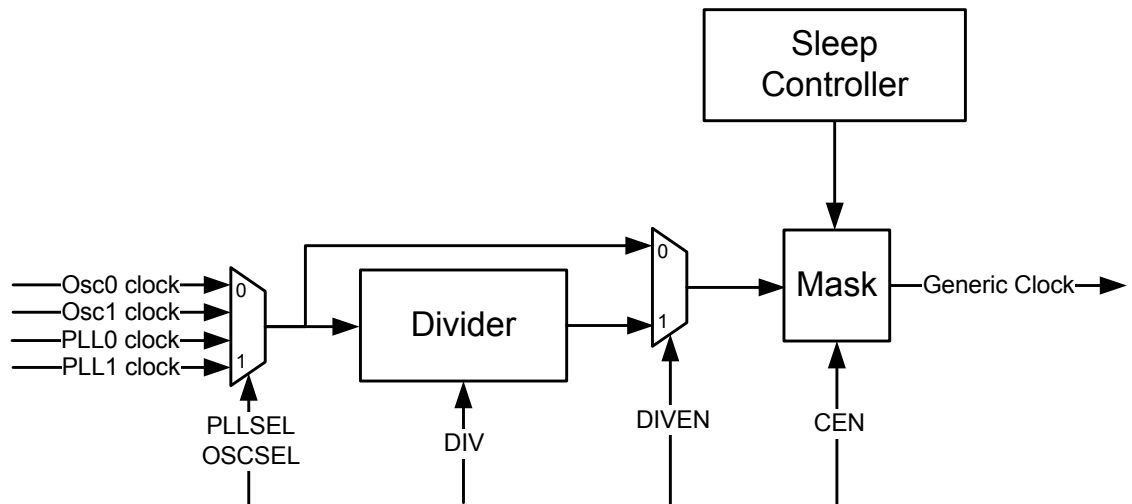 Sleep
Controller
Osc0 clock
Osc1 clock
PLL0 clock
PLL1 clock
0
1
Divider
0
1
Mask
Generic Clock
PLLSEL
OSCSEL
DIV
DIVEN
CEN